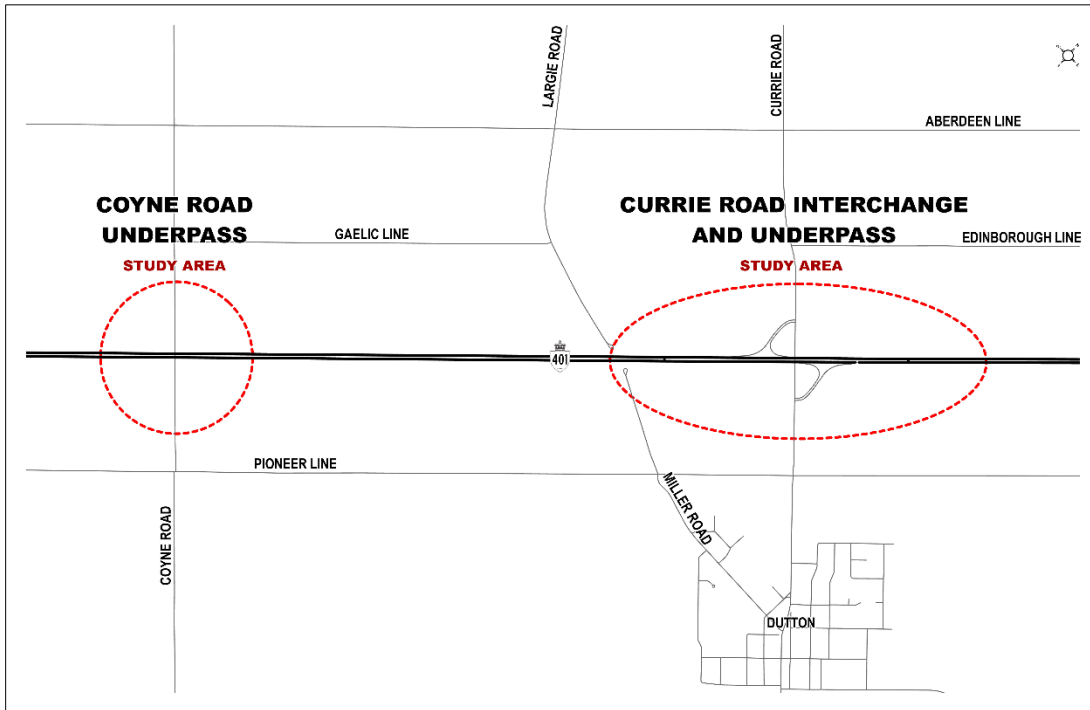 LARGIE ROAD
CURRIE ROAD
ABERDEEN LINE
COYNE ROAD
UNDERPASS
STUDY AREA
GAELIC LINE
CURRIE ROAD INTERCHANGE
AND UNDERPASS
STUDY AREA
EDINBOROUGH LINE
401
PIONEER LINE
MILLER ROAD
COYNE ROAD
DUTTON